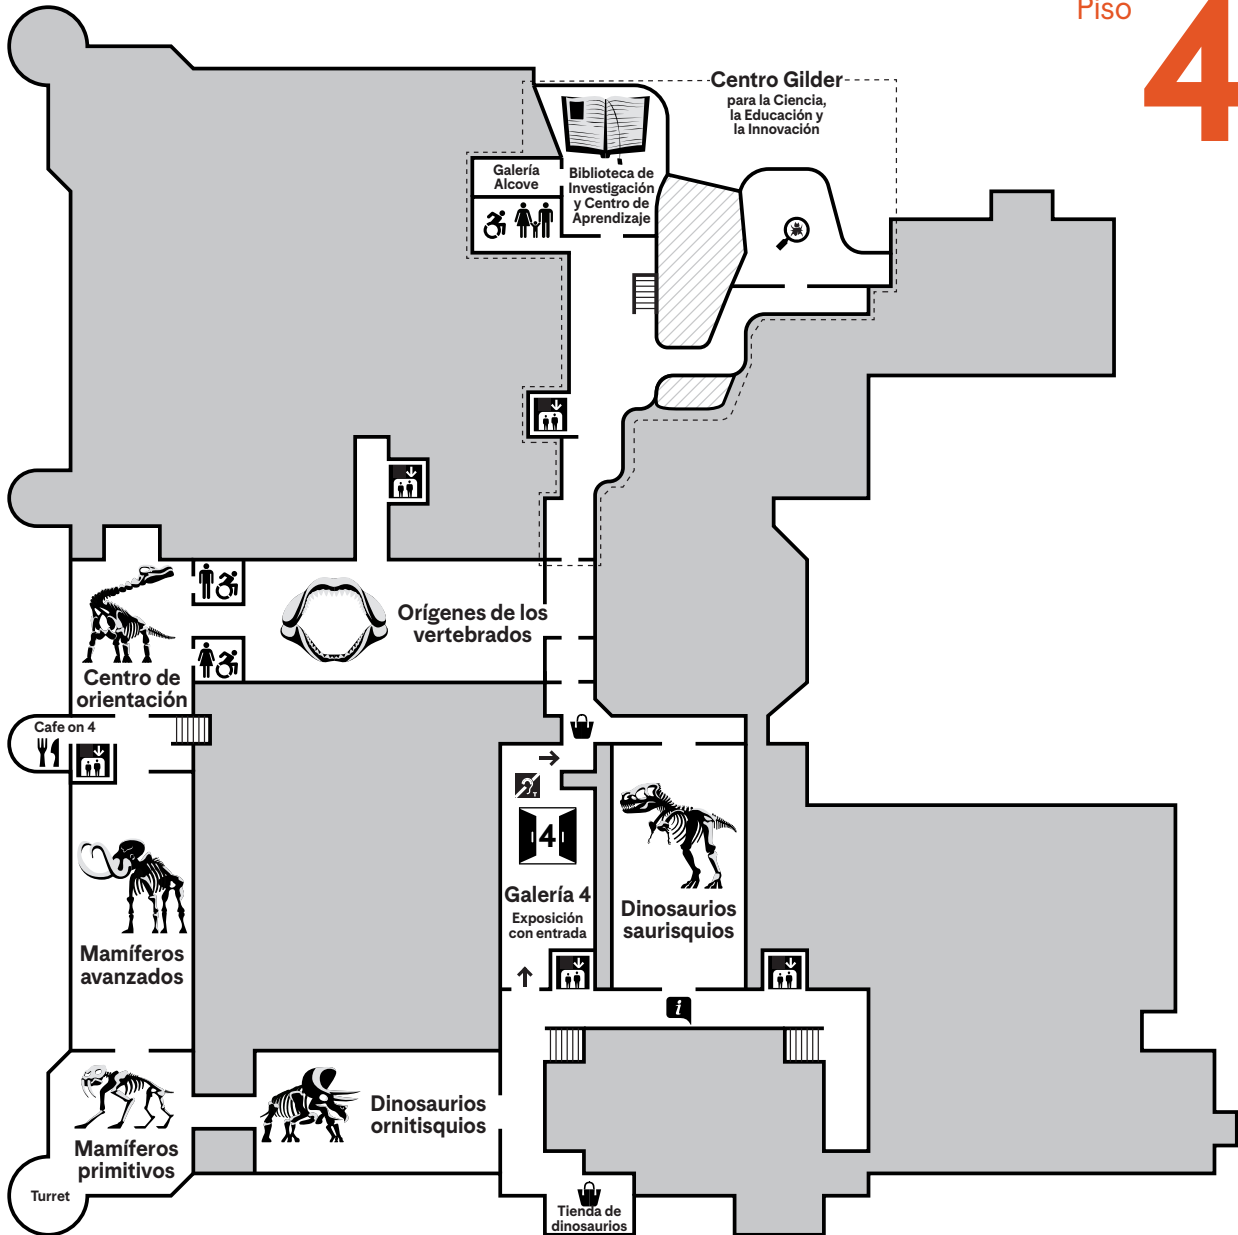 Piso
4
Centro Gilder
para la Ciencia,
la Educación y
la Innovación
Galería
Alcove
Biblioteca de
Investigación
y Centro de
Aprendizaje
Orígenes de los
vertebrados
Centro de
orientación
Cafe on 4
T
4
Galería 4
Exposición
con entrada
Dinosaurios
saurisquios
Mamíferos
avanzados
i
Dinosaurios
ornitisquios
Mamíferos
primitivos
Turret
Tienda de
dinosaurios